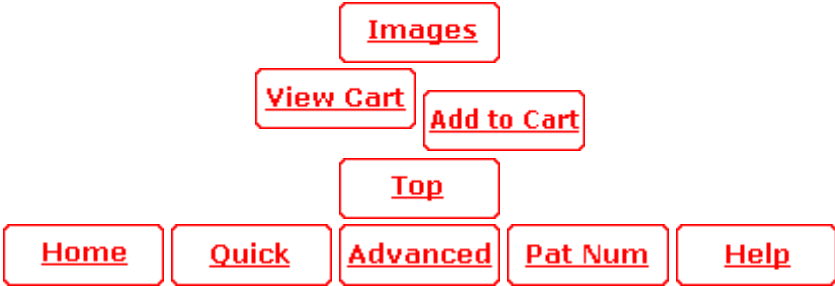 Images
View Cart
Add to Cart
Top
Home Quick Advanced Pat Num Help